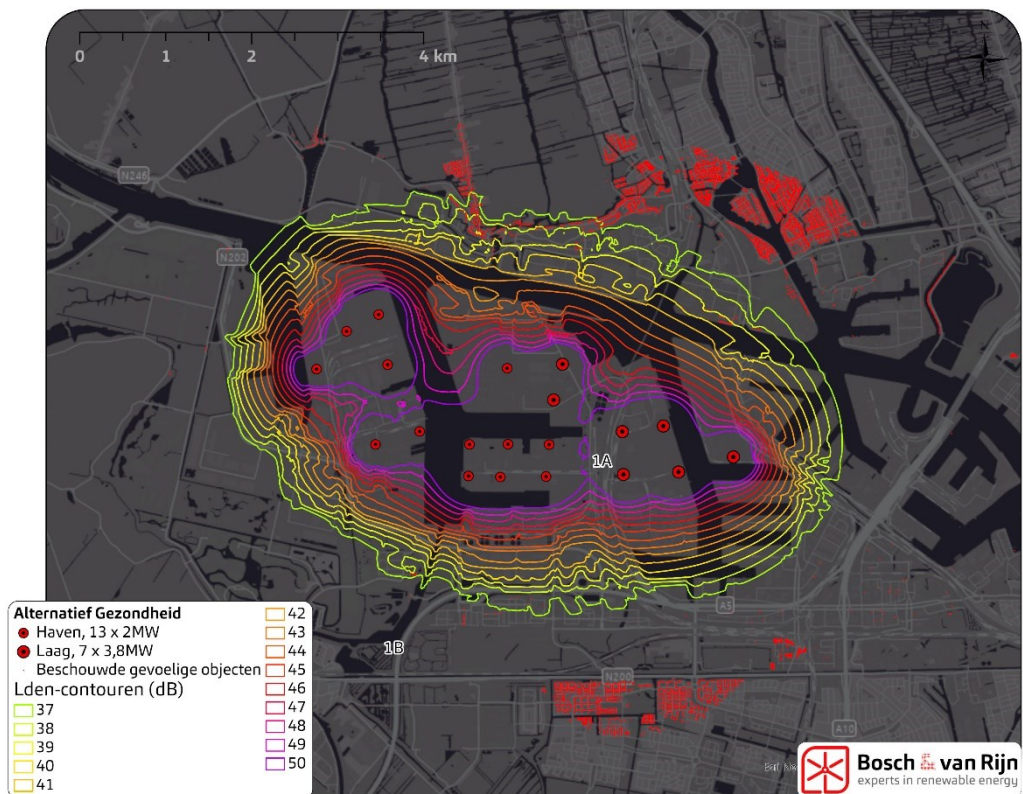 0 1 2 4 km
N
N246
N202
1A
1B
A5
N200
A10
Alternatief Gezondheid
Haven, 13 x 2MW
Laag, 7 x 3,8MW
Beschouwde gevoelige objecten
Lden-contouren (dB)
37
38
39
40
41
42
43
44
45
46
47
48
49
50
Bosch & van Rijn
experts in renewable energy